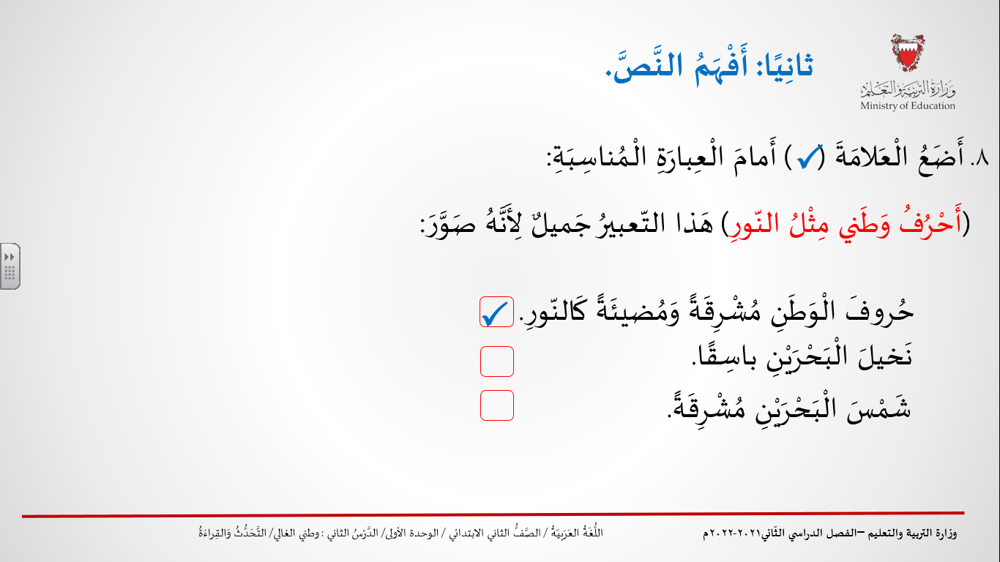 وزارة التربية والتعليم
Ministry of Education
ثانِيًا: أَفْهَمُ النَّصَّ.
٨. أَضَعُ الْعَلامَةَ (✓) أَمامَ الْعِبارَةِ الْمُناسِبَةِ:
(أَحْرُفُ وَطَني مِثْلُ النّورِ) هَذا التّعبيرُ جَميلٌ لِأَنَّهُ صَوَّرَ:
حُروفَ الْوَطَنِ مُشْرِقَةً وَمُضيئَةً كَالنّورِ. ✓
نَخيلَ الْبَحْرَيْنِ باسِقًا.
شَمْسَ الْبَحْرَيْنِ مُشْرِقَةً.
وزارة التربية والتعليم –الفصل الدراسي الثَّاني٢٠٢١-٢٠٢٢م
اللُّغَةُ العَرَبِيَّةُ / الصَّفُّ الثاني الابتدائي / الوحدة الأولى/ الدَّرْسُ الثاني : وطني الغالي/ التَّحَدُّثُ وَالقِراءَةُ